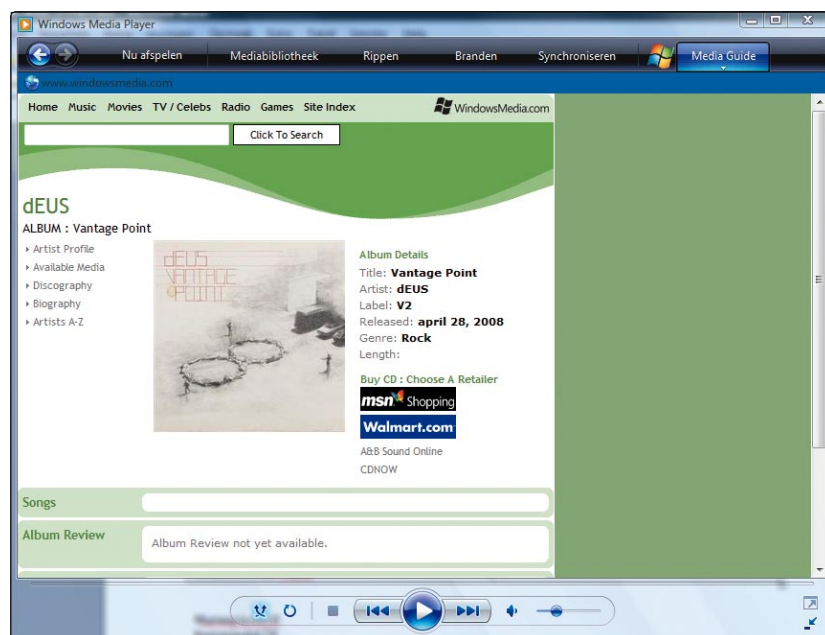 Windows Media Player
Nu afspelen Mediabibliotheek Rippen Branden Synchroniseren Media Guide
www.windowsmedia.com
Home Music Movies TV / Celebs Radio Games Site Index WindowsMedia.com
Click To Search
dEUS
ALBUM : Vantage Point
Artist Profile
Available Media
Discography
Biography
Artists A-Z
dEUS
VANTAGE
POINT
Album Details
Title: Vantage Point
Artist: dEUS
Label: V2
Released: april 28, 2008
Genre: Rock
Length:
Buy CD : Choose A Retailer
msn Shopping
Walmart.com
A&B Sound Online
CDNOW
Songs
Album Review
Album Review not yet available.